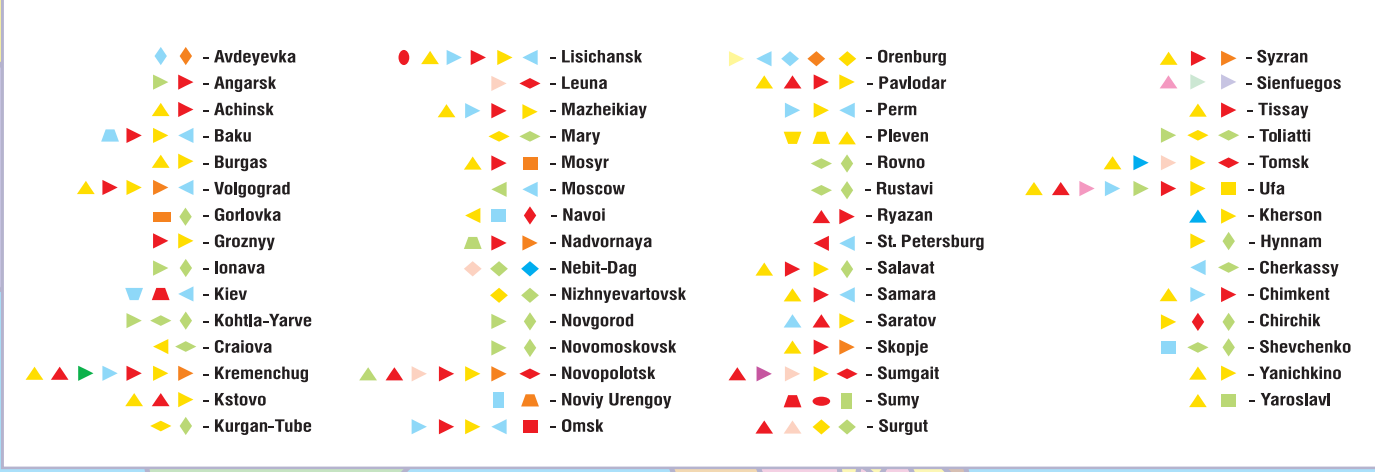 - Avdeyevka
- Angarsk
- Achinsk
- Baku
- Burgas
- Volgograd
- Gorlovka
- Groznyy
- Ionava
- Kiev
- Kohtla-Yarve
- Craiova
- Kremenchug
- Kstovo
- Kurgan-Tube
- Lisichansk
- Leuna
- Mazheikiay
- Mary
- Mosyr
- Moscow
- Navoi
- Nadvornaya
- Nebit-Dag
- Nizhnyevartovsk
- Novgorod
- Novomoskovsk
- Novopolotsk
- Noviy Urengoy
- Omsk
- Orenburg
- Pavlodar
- Perm
- Pleven
- Rovno
- Rustavi
- Ryazan
- St. Petersburg
- Salavat
- Samara
- Saratov
- Skopje
- Sumgait
- Sumy
- Surgut
- Syzran
- Sienfuegos
- Tissay
- Toliatti
- Tomsk
- Ufa
- Kherson
- Hynnam
- Cherkassy
- Chimkent
- Chirchik
- Shevchenko
- Yanichkino
- Yaroslavl